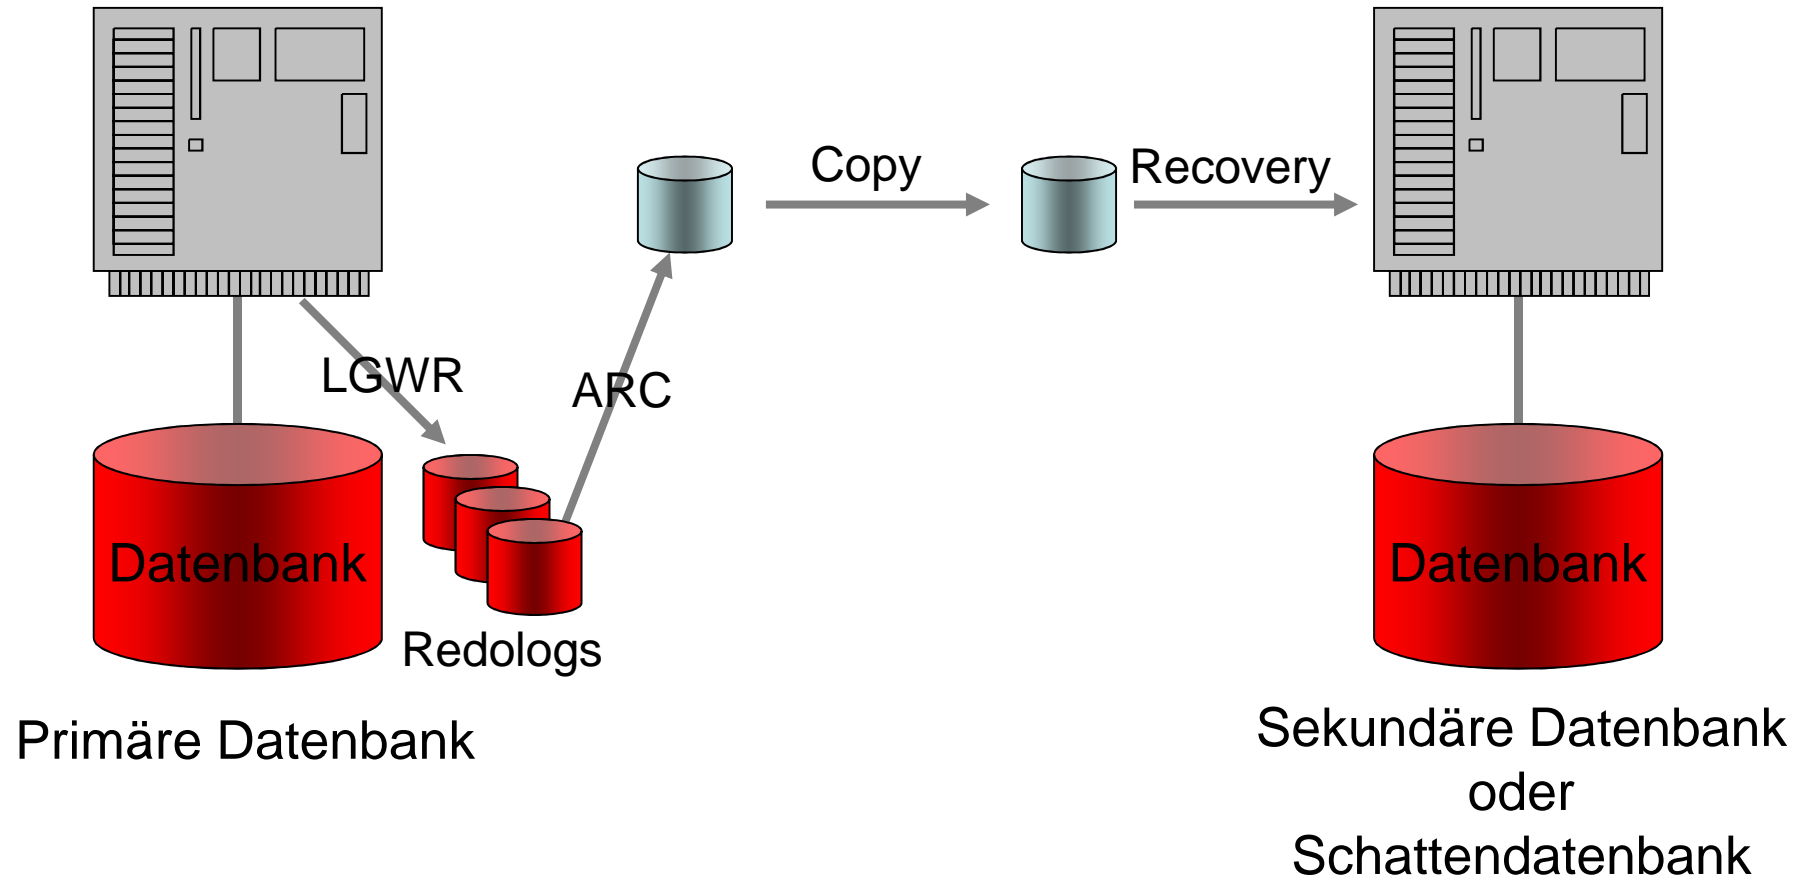 Copy
Recovery
LGWR
ARC
Datenbank
Datenbank
Redologs
Primäre Datenbank
Sekundäre Datenbank
oder
Schattendatenbank